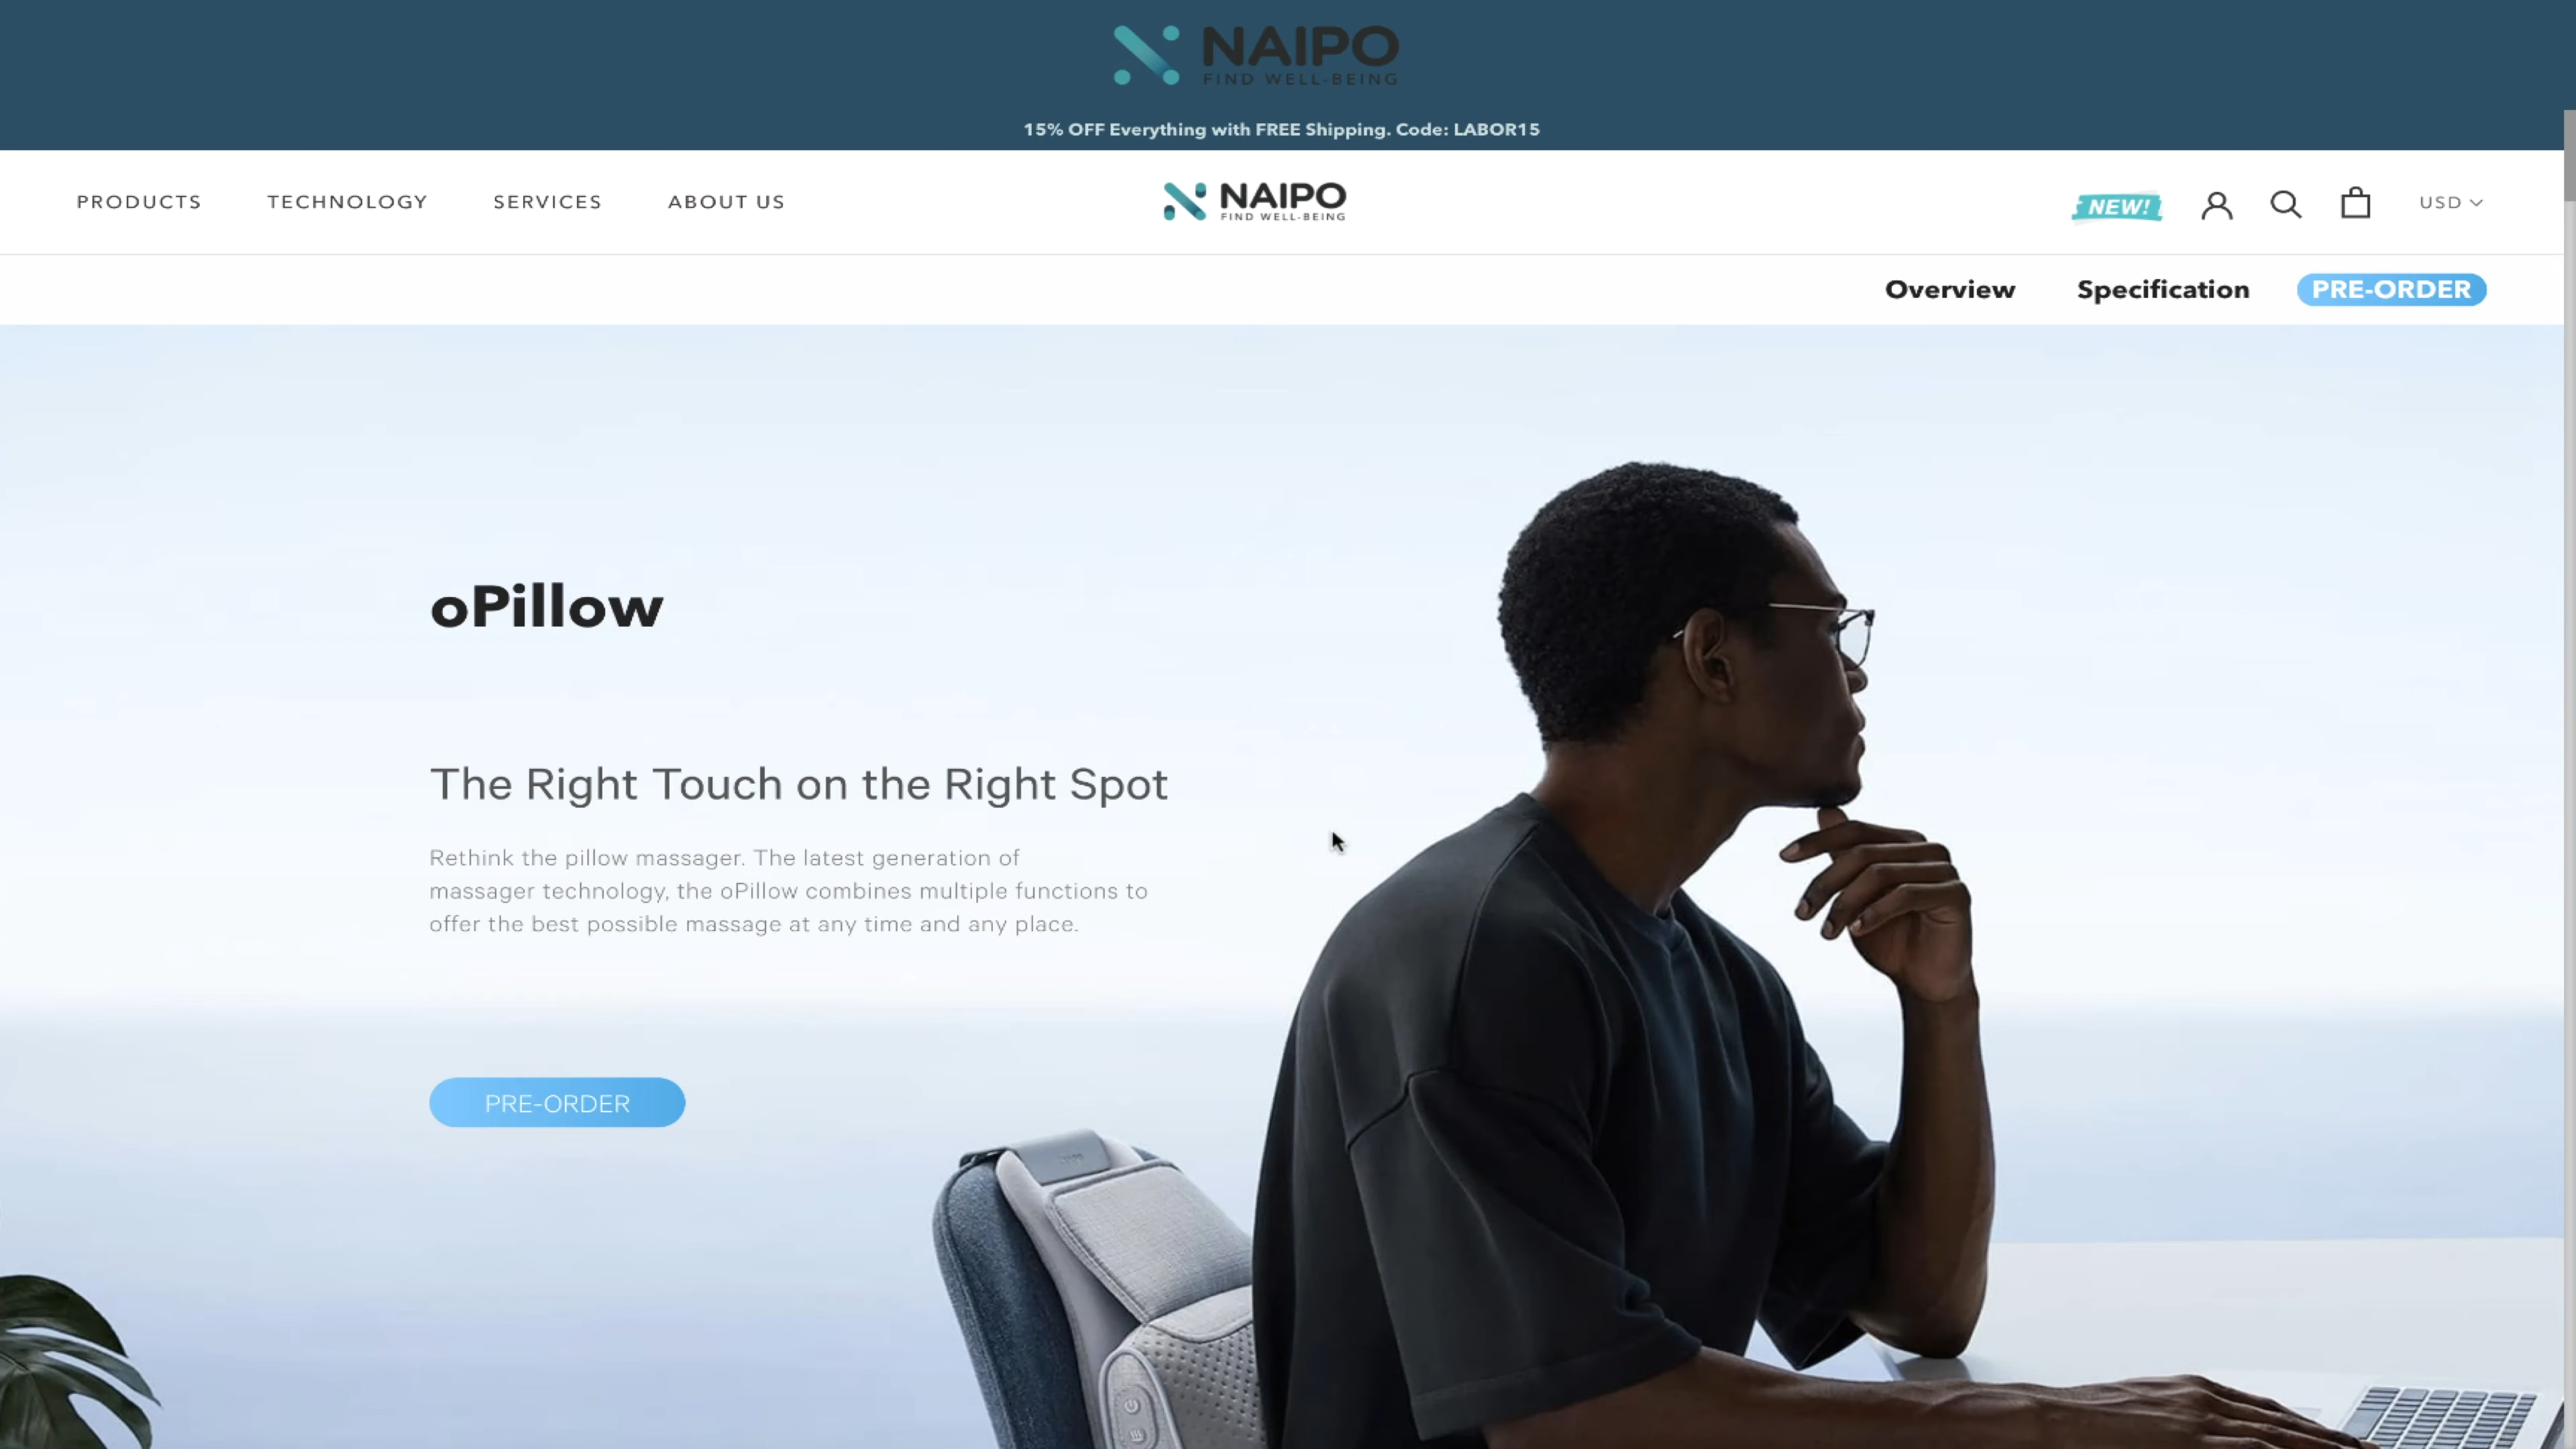 NAIPO
FIND WELL-BEING
15% OFF Everything with FREE Shipping. Code: LABOR15
PRODUCTS TECHNOLOGY SERVICES ABOUT US
NAIPO
FIND WELL-BEING
NEW!
USD
Overview Specification PRE-ORDER
oPillow
The Right Touch on the Right Spot
Rethink the pillow massager. The latest generation of
massager technology, the oPillow combines multiple functions to
offer the best possible massage at any time and any place.
PRE-ORDER